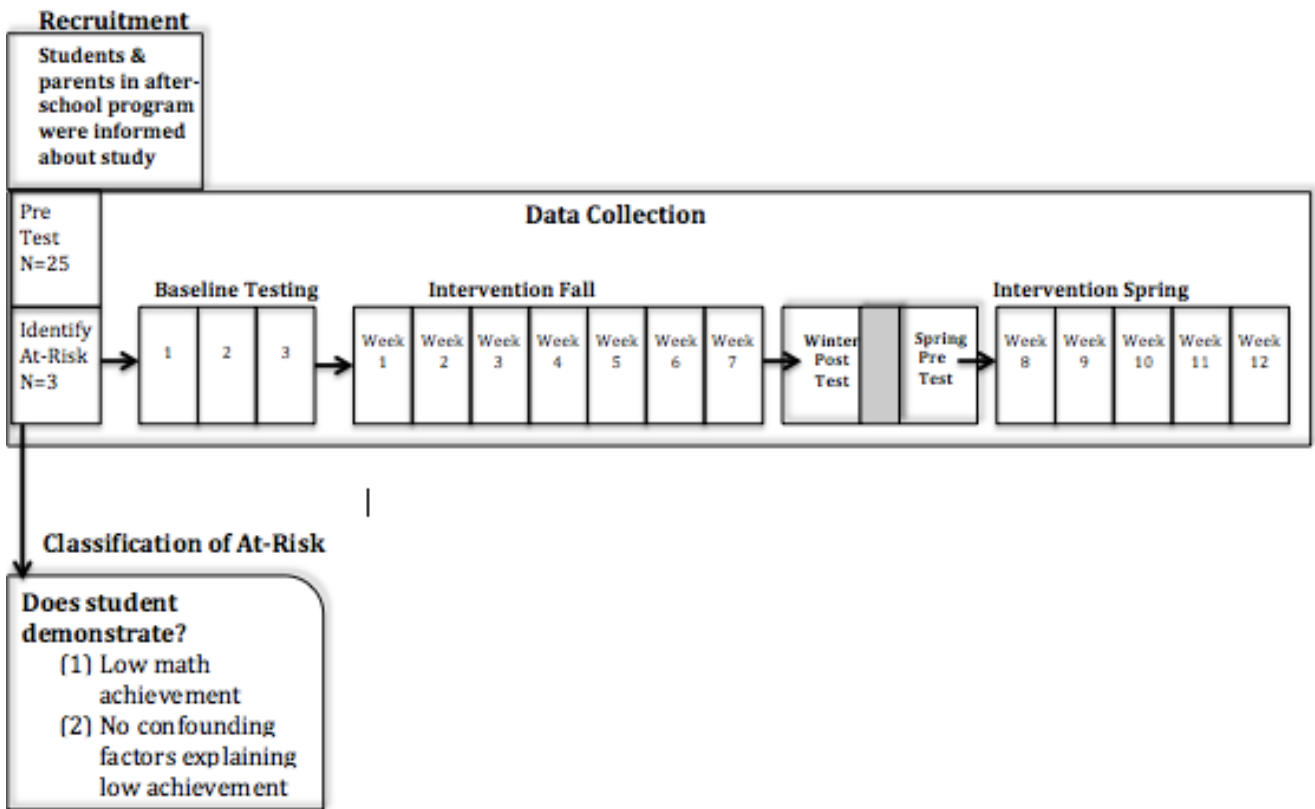 Recruitment
Students &
parents in after-
school program
were informed
about study
Pre
Test
N=25
Data Collection
Baseline Testing
Intervention Fall
Intervention Spring
Identify
At-Risk
N=3
1
2
3
Week
1
Week
2
Week
3
Week
4
Week
5
Week
6
Week
7
Winter
Post
Test
Spring
Pre
Test
Week
8
Week
9
Week
10
Week
11
Week
12
Classification of At-Risk
Does student
demonstrate?
(1) Low math
achievement
(2) No confounding
factors explaining
low achievement